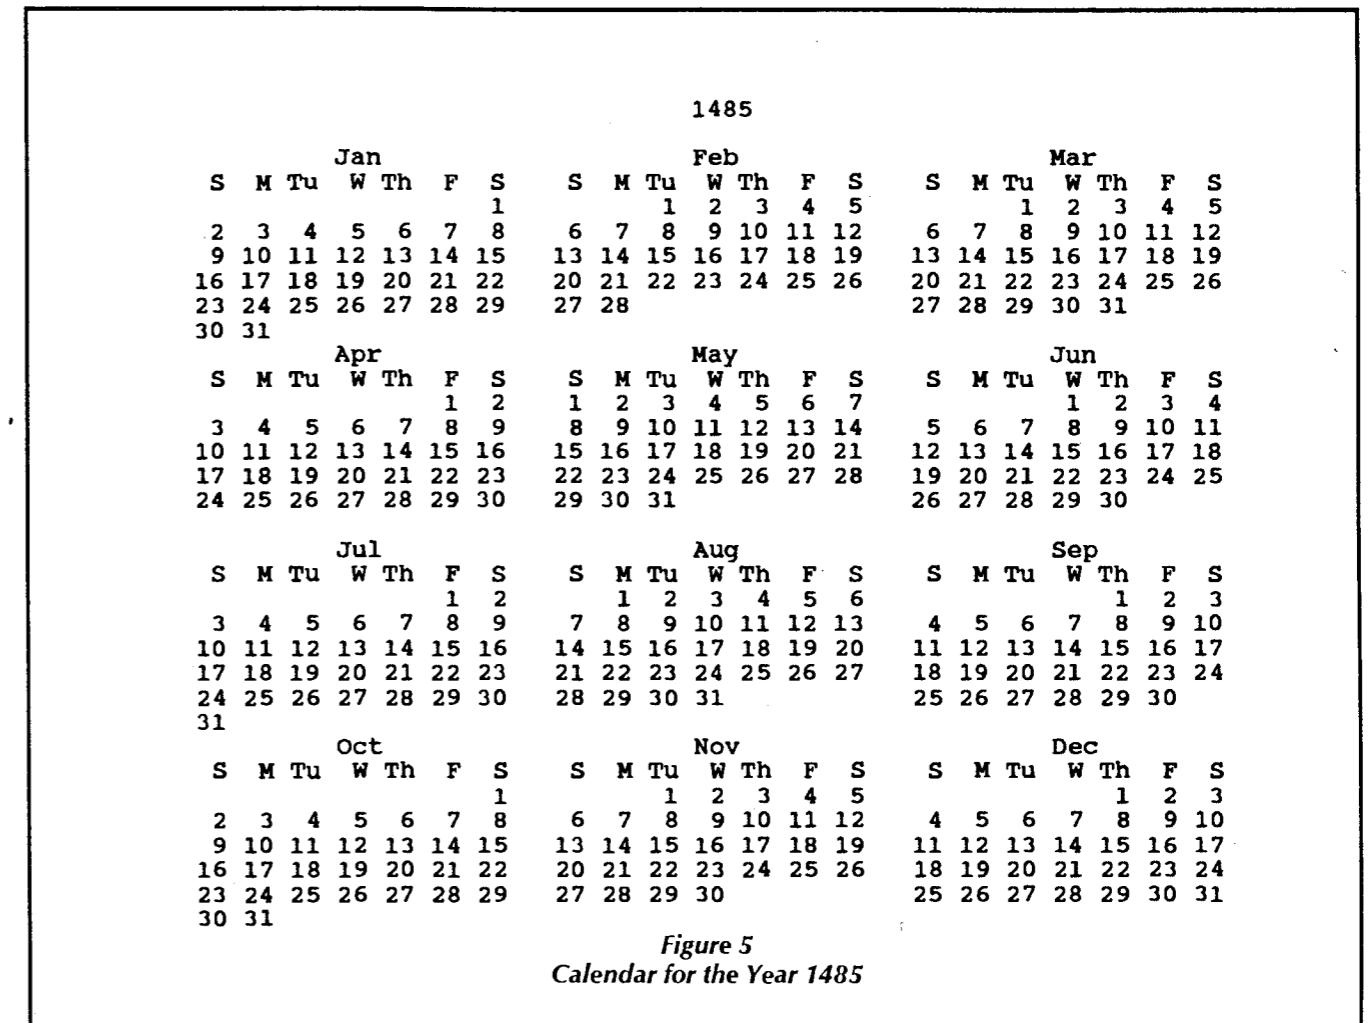 1485
Jan Feb Mar
S M Tu W Th F S S M Tu W Th F S S M Tu W Th F S
1 1 2 3 4 5 1 2 3 4 5
2 3 4 5 6 7 8 6 7 8 9 10 11 12 6 7 8 9 10 11 12
9 10 11 12 13 14 15 13 14 15 16 17 18 19 13 14 15 16 17 18 19
16 17 18 19 20 21 22 20 21 22 23 24 25 26 20 21 22 23 24 25 26
23 24 25 26 27 28 29 27 28 27 28 29 30 31
30 31
Apr May Jun
S M Tu W Th F S S M Tu W Th F S S M Tu W Th F S
1 2 1 2 3 4 5 6 7 1 2 3 4
3 4 5 6 7 8 9 8 9 10 11 12 13 14 5 6 7 8 9 10 11
10 11 12 13 14 15 16 15 16 17 18 19 20 21 12 13 14 15 16 17 18
17 18 19 20 21 22 23 22 23 24 25 26 27 28 19 20 21 22 23 24 25
24 25 26 27 28 29 30 29 30 31 26 27 28 29 30
Jul Aug Sep
S M Tu W Th F S S M Tu W Th F S S M Tu W Th F S
1 2 1 2 3 4 5 6 1 2 3
3 4 5 6 7 8 9 7 8 9 10 11 12 13 4 5 6 7 8 9 10
10 11 12 13 14 15 16 14 15 16 17 18 19 20 11 12 13 14 15 16 17
17 18 19 20 21 22 23 21 22 23 24 25 26 27 18 19 20 21 22 23 24
24 25 26 27 28 29 30 28 29 30 31 25 26 27 28 29 30
31
Oct Nov Dec
S M Tu W Th F S S M Tu W Th F S S M Tu W Th F S
1 1 2 3 4 5 1 2 3
2 3 4 5 6 7 8 6 7 8 9 10 11 12 4 5 6 7 8 9 10
9 10 11 12 13 14 15 13 14 15 16 17 18 19 11 12 13 14 15 16 17
16 17 18 19 20 21 22 20 21 22 23 24 25 26 18 19 20 21 22 23 24
23 24 25 26 27 28 29 27 28 29 30 25 26 27 28 29 30 31
30 31
Figure 5
Calendar for the Year 1485